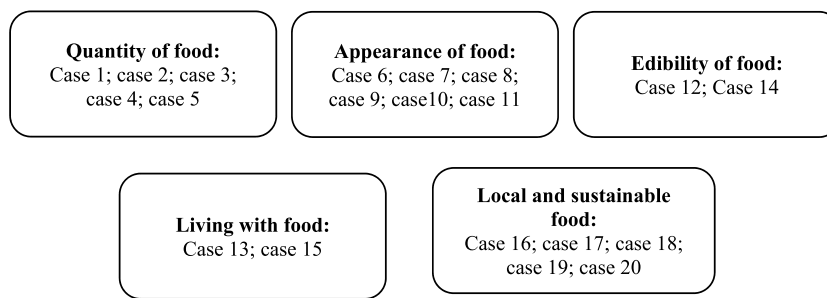 Quantity of food:
Case 1; case 2; case 3;
case 4; case 5
Appearance of food:
Case 6; case 7; case 8;
case 9; case10; case 11
Edibility of food:
Case 12; Case 14
Living with food:
Case 13; case 15
Local and sustainable
food:
Case 16; case 17; case 18;
case 19; case 20